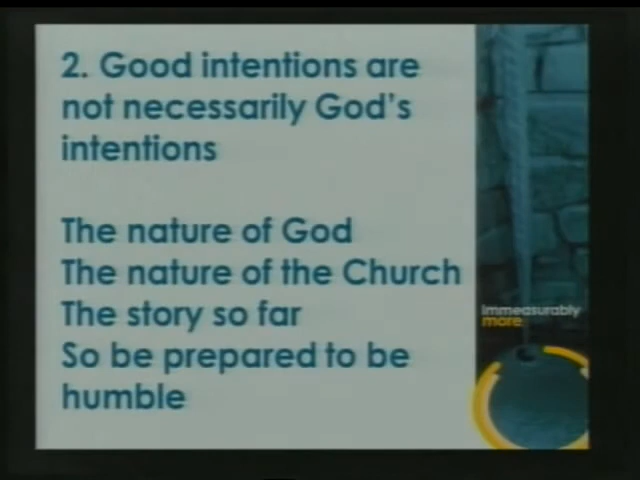 2. Good intentions are
not necessarily God's
intentions
The nature of God
The nature of the Church
The story so far
So be prepared to be
humble
immeasurably
more